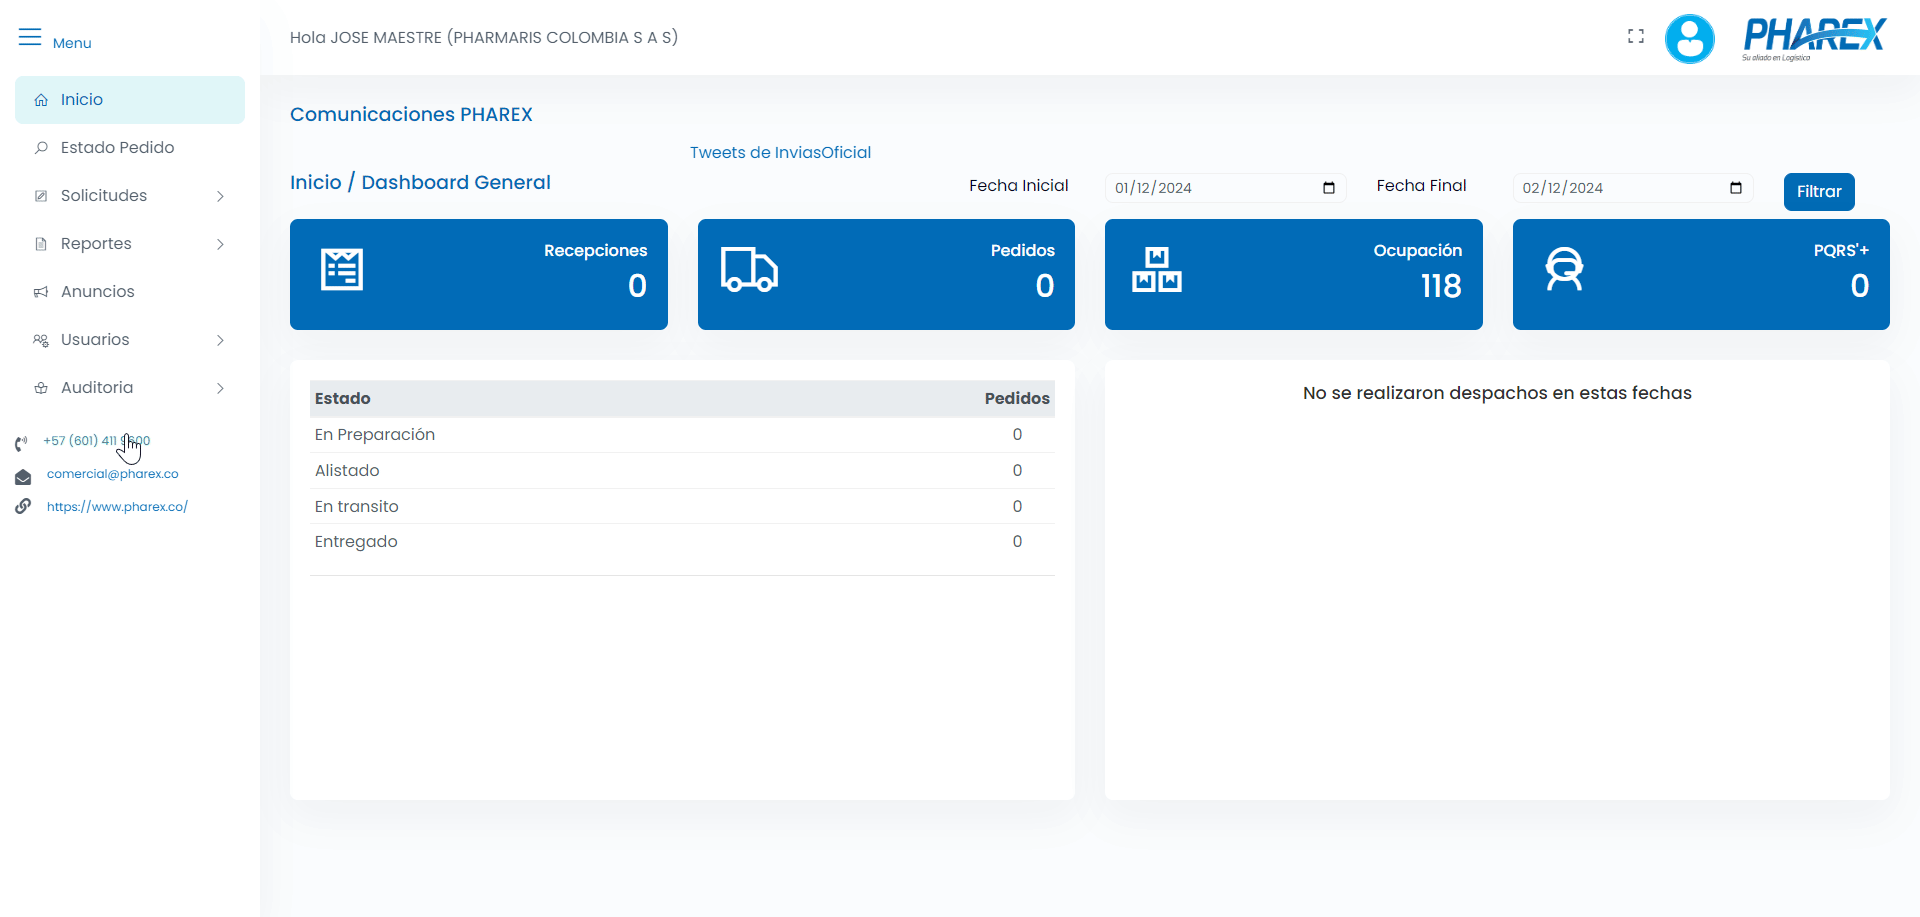 Menu
Hola JOSE MAESTRE (PHARMARIS COLOMBIA S A S)
PHAREX
Su aliado en Logística
Inicio
Estado Pedido
Solicitudes
Reportes
Anuncios
Usuarios
Auditoria
+57 (601) 411
comercial@pharex.co
https://www.pharex.co/
Comunicaciones PHAREX
Tweets de InviasOficial
Inicio / Dashboard General
Fecha Inicial
01/12/2024
Fecha Final
02/12/2024
Filtrar
Recepciones
0
Pedidos
0
Ocupación
118
PQRS'+
0
Estado Pedidos
En Preparación 0
Alistado 0
En transito 0
Entregado 0
No se realizaron despachos en estas fechas